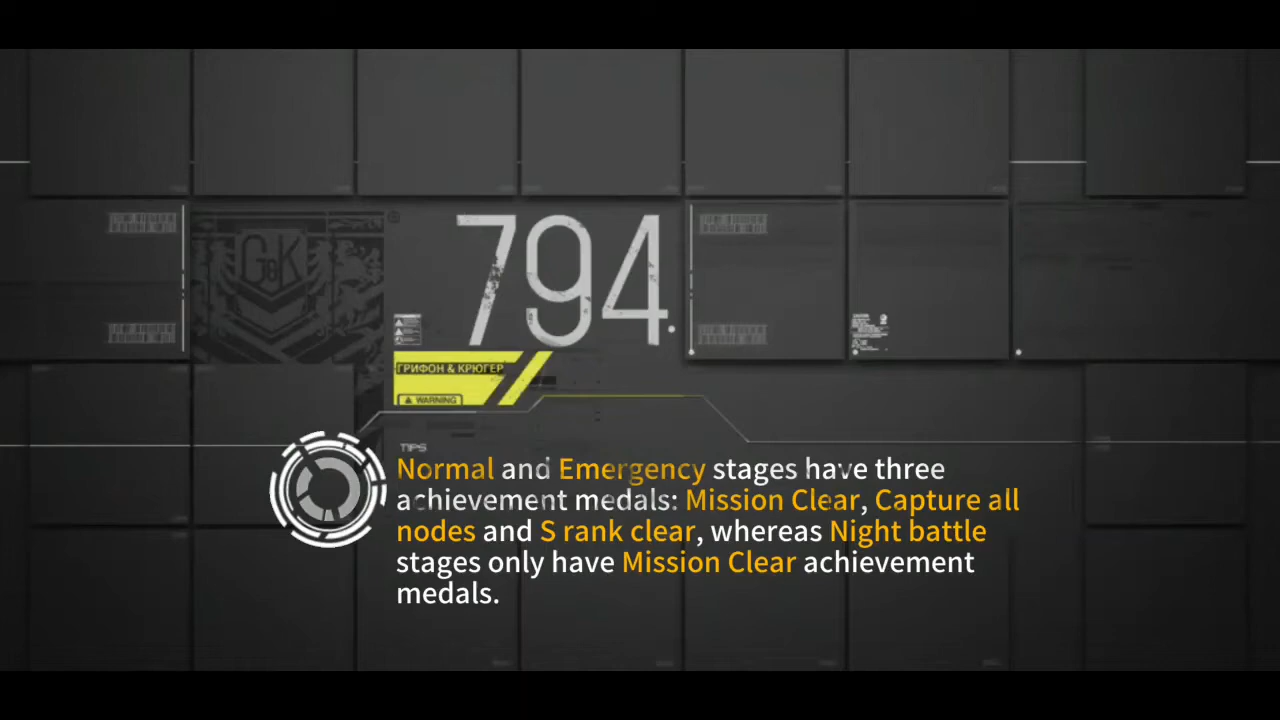 G&K
794.
ГРИФОН & КРЮГЕР
WARNING
TIPS
Normal and Emergency stages have three
achievement medals: Mission Clear, Capture all
nodes and S rank clear, whereas Night battle
stages only have Mission Clear achievement
medals.